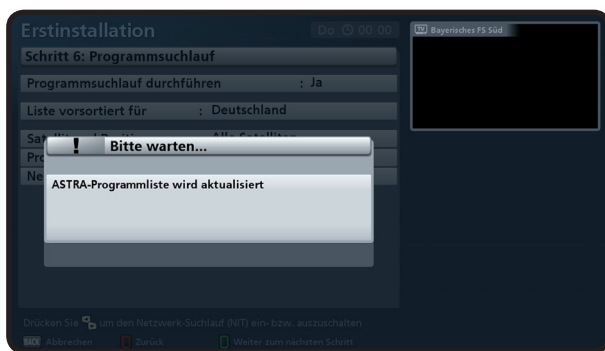 Erstinstallation
Do 00 00
TV Bayerisches FS Süd
Schritt 6: Programmsuchlauf
Programmsuchlauf durchführen : Ja
Liste vorsortiert für : Deutschland
Alle Satelliten
! Bitte warten...
ASTRA-Programmliste wird aktualisiert
Drücken Sie um den Netzwerk-Suchlauf (NIT) ein- bzw. auszuschalten
BACK Abbrechen Zurück Weiter zum nächsten Schritt